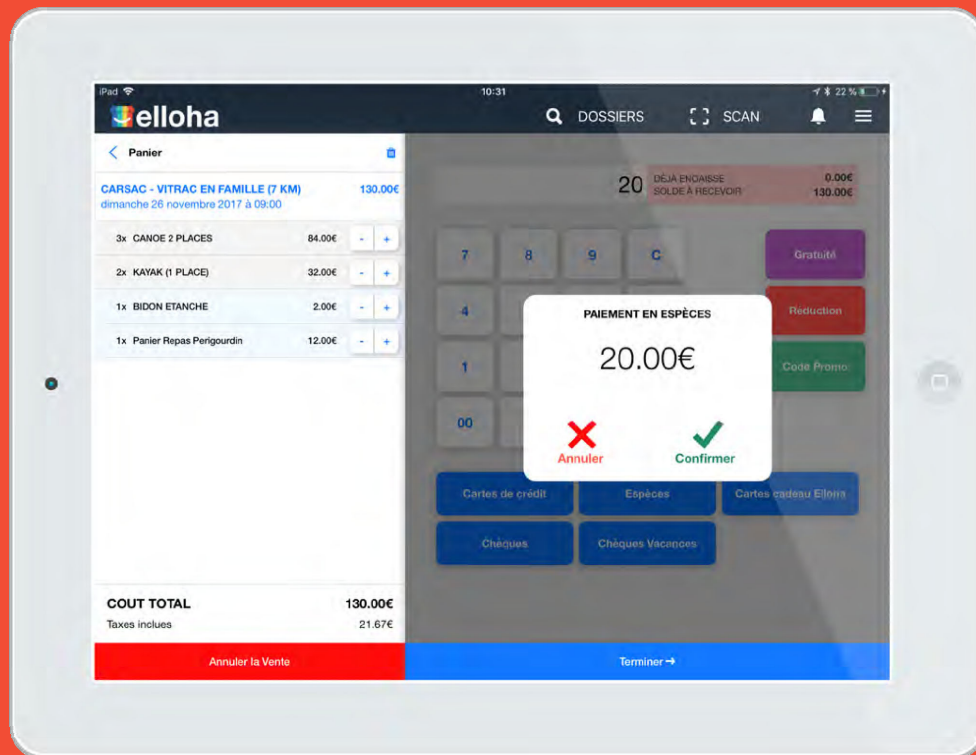 iPad
10:31
22 %
elloha
DOSSIERS
SCAN
Panier
CARSAC - VITRAC EN FAMILLE (7 KM) 130.00€
dimanche 26 novembre 2017 à 09:00
3x CANOE 2 PLACES 84.00€ - +
2x KAYAK (1 PLACE) 32.00€ - +
1x BIDON ETANCHE 2.00€ - +
1x Panier Repas Perigourdin 12.00€ - +
COUT TOTAL 130.00€
Taxes inclues 21.67€
Annuler la Vente
20
DÉJA ENCAISSE 0.00€
SOLDE À RECEVOIR 130.00€
7 8 9 C
Gratuité
4
Réduction
1
Code Promo
00
PAIEMENT EN ESPÈCES
20.00€
Annuler
Confirmer
Cartes de crédit
Espèces
Cartes cadeau Elloha
Chèques
Chèques Vacances
Terminer →